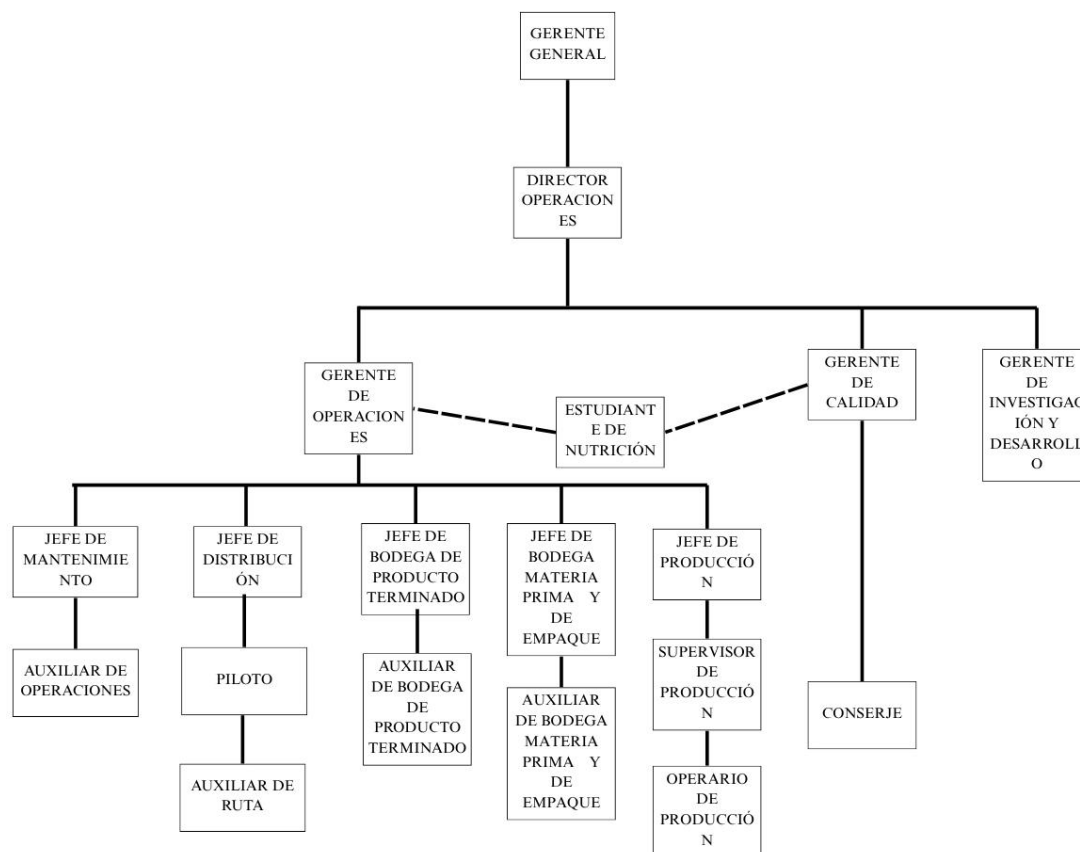 GERENTE
GENERAL
DIRECTOR
OPERACION
ES
GERENTE
DE
OPERACION
ES
ESTUDIANT
E DE
NUTRICIÓN
GERENTE
DE
CALIDAD
GERENTE
DE
INVESTIGAC
IÓN Y
DESARROLL
O
JEFE DE
MANTENIMIE
NTO
JEFE DE
DISTRIBUCI
ÓN
JEFE DE
BODEGA DE
PRODUCTO
TERMINADO
JEFE DE
BODEGA
MATERIA
PRIMA Y
DE
EMPAQUE
JEFE DE
PRODUCCIÓ
N
AUXILIAR DE
OPERACIONES
PILOTO
AUXILIAR
DE BODEGA
DE
PRODUCTO
TERMINADO
AUXILIAR
DE BODEGA
MATERIA
PRIMA Y
DE
EMPAQUE
SUPERVISOR
DE
PRODUCCIÓ
N
CONSERJE
AUXILIAR DE
RUTA
OPERARIO
DE
PRODUCCIÓ
N